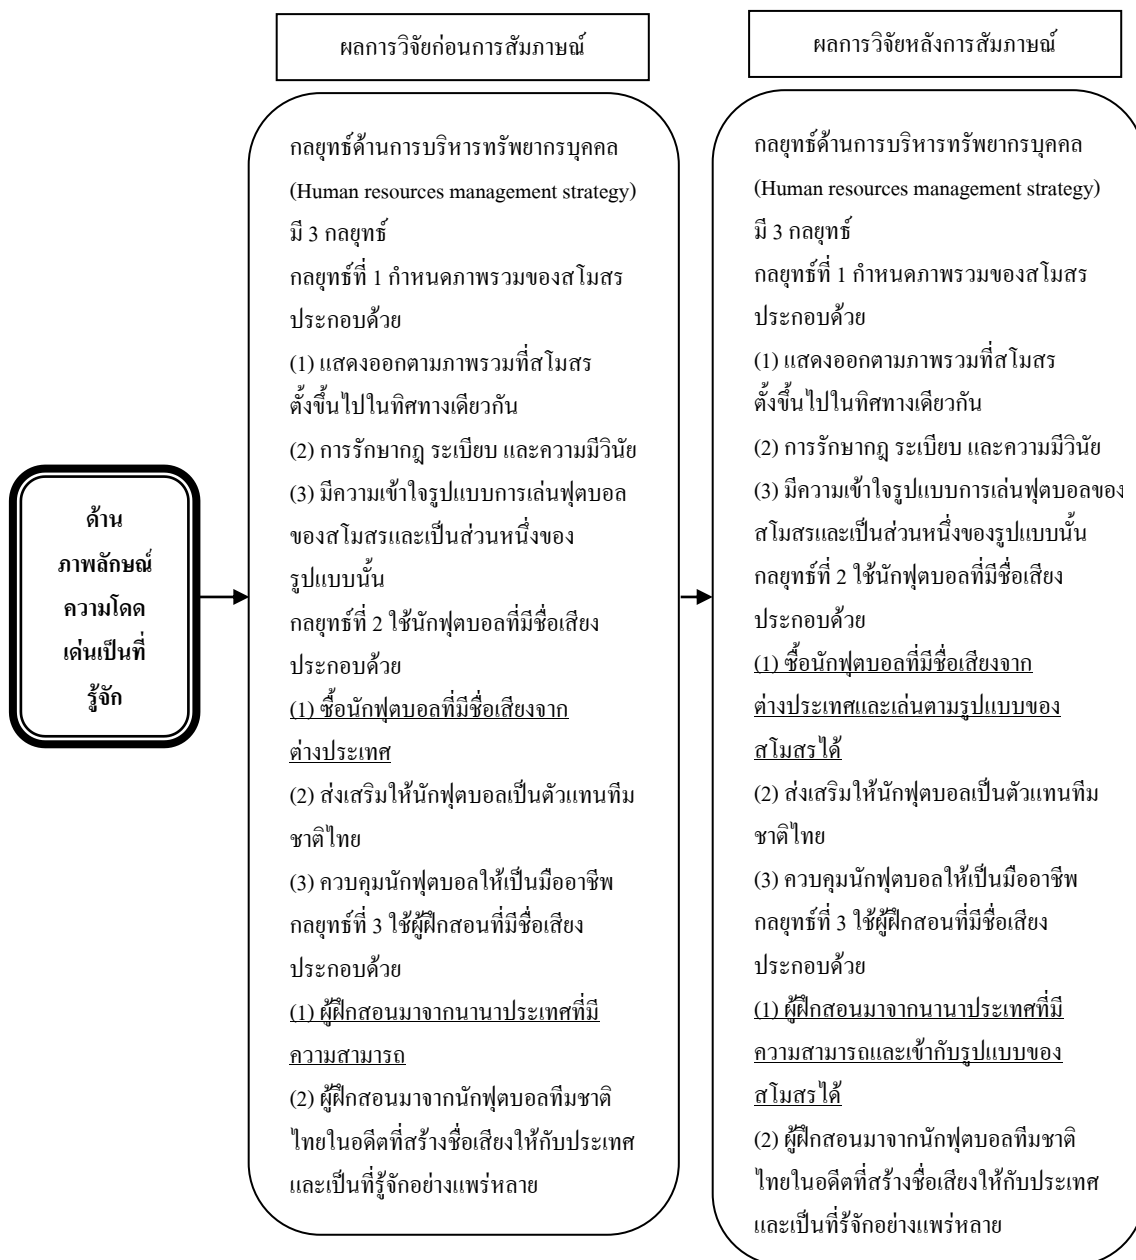 ผลการวิจัยก่อนการสัมภาษณ์
ผลการวิจัยหลังการสัมภาษณ์
ด้าน
ภาพลักษณ์
ความโดด
เด่นเป็นที่
รู้จัก
กลยุทธ์ด้านการบริหารทรัพยากรบุคคล
(Human resources management strategy)
มี 3 กลยุทธ์
กลยุทธ์ที่ 1 กำหนดภาพรวมของสโมสร
ประกอบด้วย
(1) แสดงออกตามภาพรวมที่สโมสร
ตั้งขึ้นไปในทิศทางเดียวกัน
(2) การรักษากฎ ระเบียบ และความมีวินัย
(3) มีความเข้าใจรูปแบบการเล่นฟุตบอล
ของสโมสรและเป็นส่วนหนึ่งของ
รูปแบบนั้น
กลยุทธ์ที่ 2 ใช้นักฟุตบอลที่มีชื่อเสียง
ประกอบด้วย
(1) ซื้อนักฟุตบอลที่มีชื่อเสียงจาก
ต่างประเทศ
(2) ส่งเสริมให้นักฟุตบอลเป็นตัวแทนทีม
ชาติไทย
(3) ควบคุมนักฟุตบอลให้เป็นมืออาชีพ
กลยุทธ์ที่ 3 ใช้ผู้ฝึกสอนที่มีชื่อเสียง
ประกอบด้วย
(1) ผู้ฝึกสอนมาจากนานาประเทศที่มี
ความสามารถ
(2) ผู้ฝึกสอนมาจากนักฟุตบอลทีมชาติ
ไทยในอดีตที่สร้างชื่อเสียงให้กับประเทศ
และเป็นที่รู้จักอย่างแพร่หลาย
กลยุทธ์ด้านการบริหารทรัพยากรบุคคล
(Human resources management strategy)
มี 3 กลยุทธ์
กลยุทธ์ที่ 1 กำหนดภาพรวมของสโมสร
ประกอบด้วย
(1) แสดงออกตามภาพรวมที่สโมสร
ตั้งขึ้นไปในทิศทางเดียวกัน
(2) การรักษากฎ ระเบียบ และความมีวินัย
(3) มีความเข้าใจรูปแบบการเล่นฟุตบอลของ
สโมสรและเป็นส่วนหนึ่งของรูปแบบนั้น
กลยุทธ์ที่ 2 ใช้นักฟุตบอลที่มีชื่อเสียง
ประกอบด้วย
(1) ซื้อนักฟุตบอลที่มีชื่อเสียงจาก
ต่างประเทศและเล่นตามรูปแบบของ
สโมสรได้
(2) ส่งเสริมให้นักฟุตบอลเป็นตัวแทนทีม
ชาติไทย
(3) ควบคุมนักฟุตบอลให้เป็นมืออาชีพ
กลยุทธ์ที่ 3 ใช้ผู้ฝึกสอนที่มีชื่อเสียง
ประกอบด้วย
(1) ผู้ฝึกสอนมาจากนานาประเทศที่มี
ความสามารถและเข้ากับรูปแบบของ
สโมสรได้
(2) ผู้ฝึกสอนมาจากนักฟุตบอลทีมชาติ
ไทยในอดีตที่สร้างชื่อเสียงให้กับประเทศ
และเป็นที่รู้จักอย่างแพร่หลาย